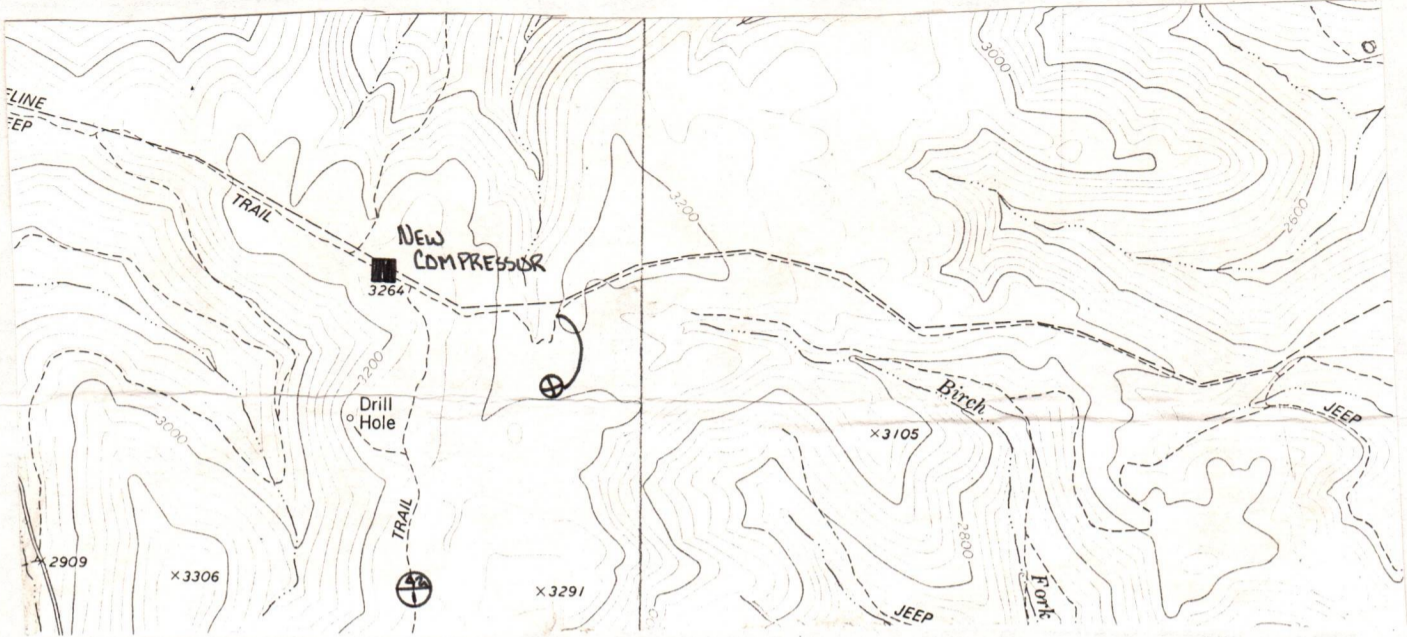 3000
ELINE
EEP
TRAIL
3200
2600
NEW
COMPRESSOR
3264
3200
Birch
JEEP
Drill
Hole
3000
×3105
TRAIL
2800
×2909
×3306
×3291
JEEP
Fork